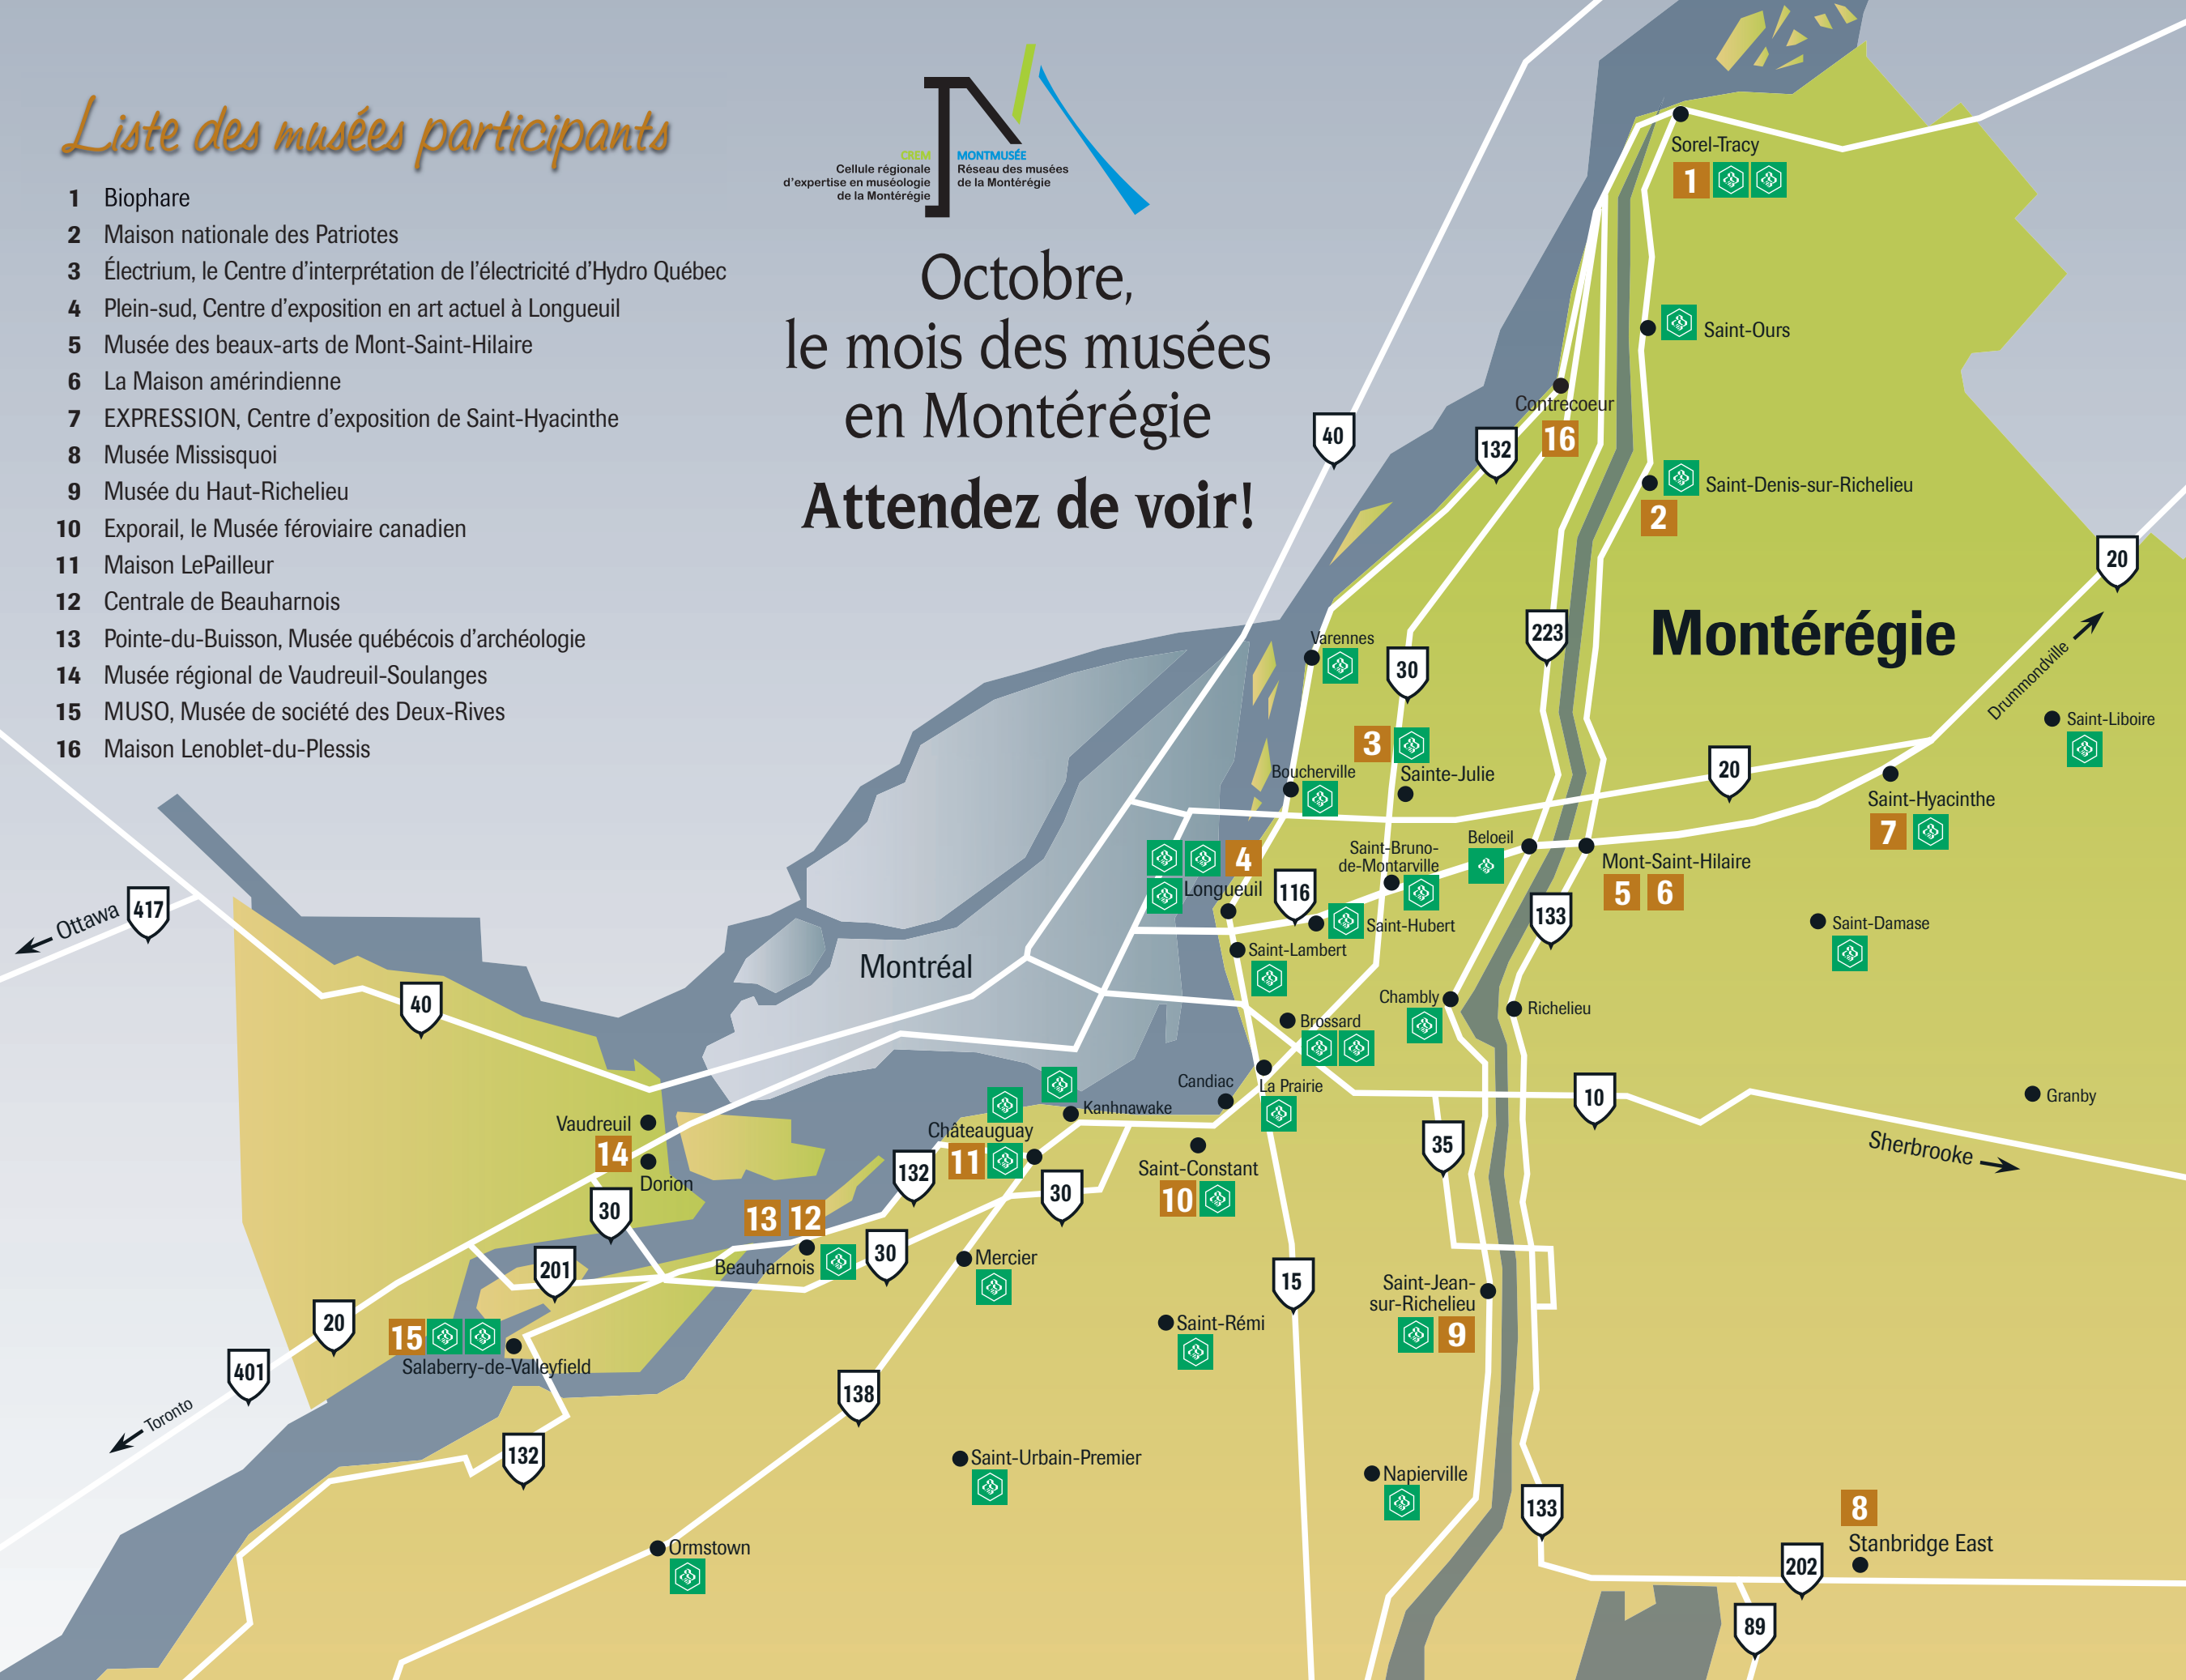 Liste des musées participants
1 Biophare
2 Maison nationale des Patriotes
3 Électrium, le Centre d'interprétation de l'électricité d'Hydro Québec
4 Plein-sud, Centre d'exposition en art actuel à Longueuil
5 Musée des beaux-arts de Mont-Saint-Hilaire
6 La Maison amérindienne
7 EXPRESSION, Centre d'exposition de Saint-Hyacinthe
8 Musée Missisquoi
9 Musée du Haut-Richelieu
10 Exporail, le Musée féroviaire canadien
11 Maison LePailleur
12 Centrale de Beauharnois
13 Pointe-du-Buisson, Musée québécois d'archéologie
14 Musée régional de Vaudreuil-Soulanges
15 MUSO, Musée de société des Deux-Rives
16 Maison Lenoblet-du-Plessis
CREM
Cellule régionale
d'expertise en muséologie
de la Montérégie
MONTMUSÉE
Réseau des musées
de la Montérégie
Octobre,
le mois des musées
en Montérégie
Attendez de voir!
Sorel-Tracy
1
Saint-Ours
Contrecoeur
16
40
132
Saint-Denis-sur-Richelieu
2
20
Montérégie
223
Varennes
30
Drummondville
Saint-Liboire
3
Sainte-Julie
Boucherville
20
Saint-Hyacinthe
7
Beloeil
Saint-Bruno-
de-Montarville
4
Longueuil
116
Mont-Saint-Hilaire
5 6
133
Saint-Hubert
Saint-Damase
Saint-Lambert
Ottawa
417
Montréal
40
Chambly
Richelieu
Brossard
Candiac
La Prairie
10
Granby
Kanhnawake
Vaudreuil
14
Dorion
Châteauguay
11
132
35
Sherbrooke
Saint-Constant
10
30
30
13 12
Beauharnois
30
201
Mercier
15
Saint-Jean-
sur-Richelieu
9
20
15
Salaberry-de-Valleyfield
Saint-Rémi
401
Toronto
138
132
Saint-Urbain-Premier
Napierville
133
8
Stanbridge East
Ormstown
202
89